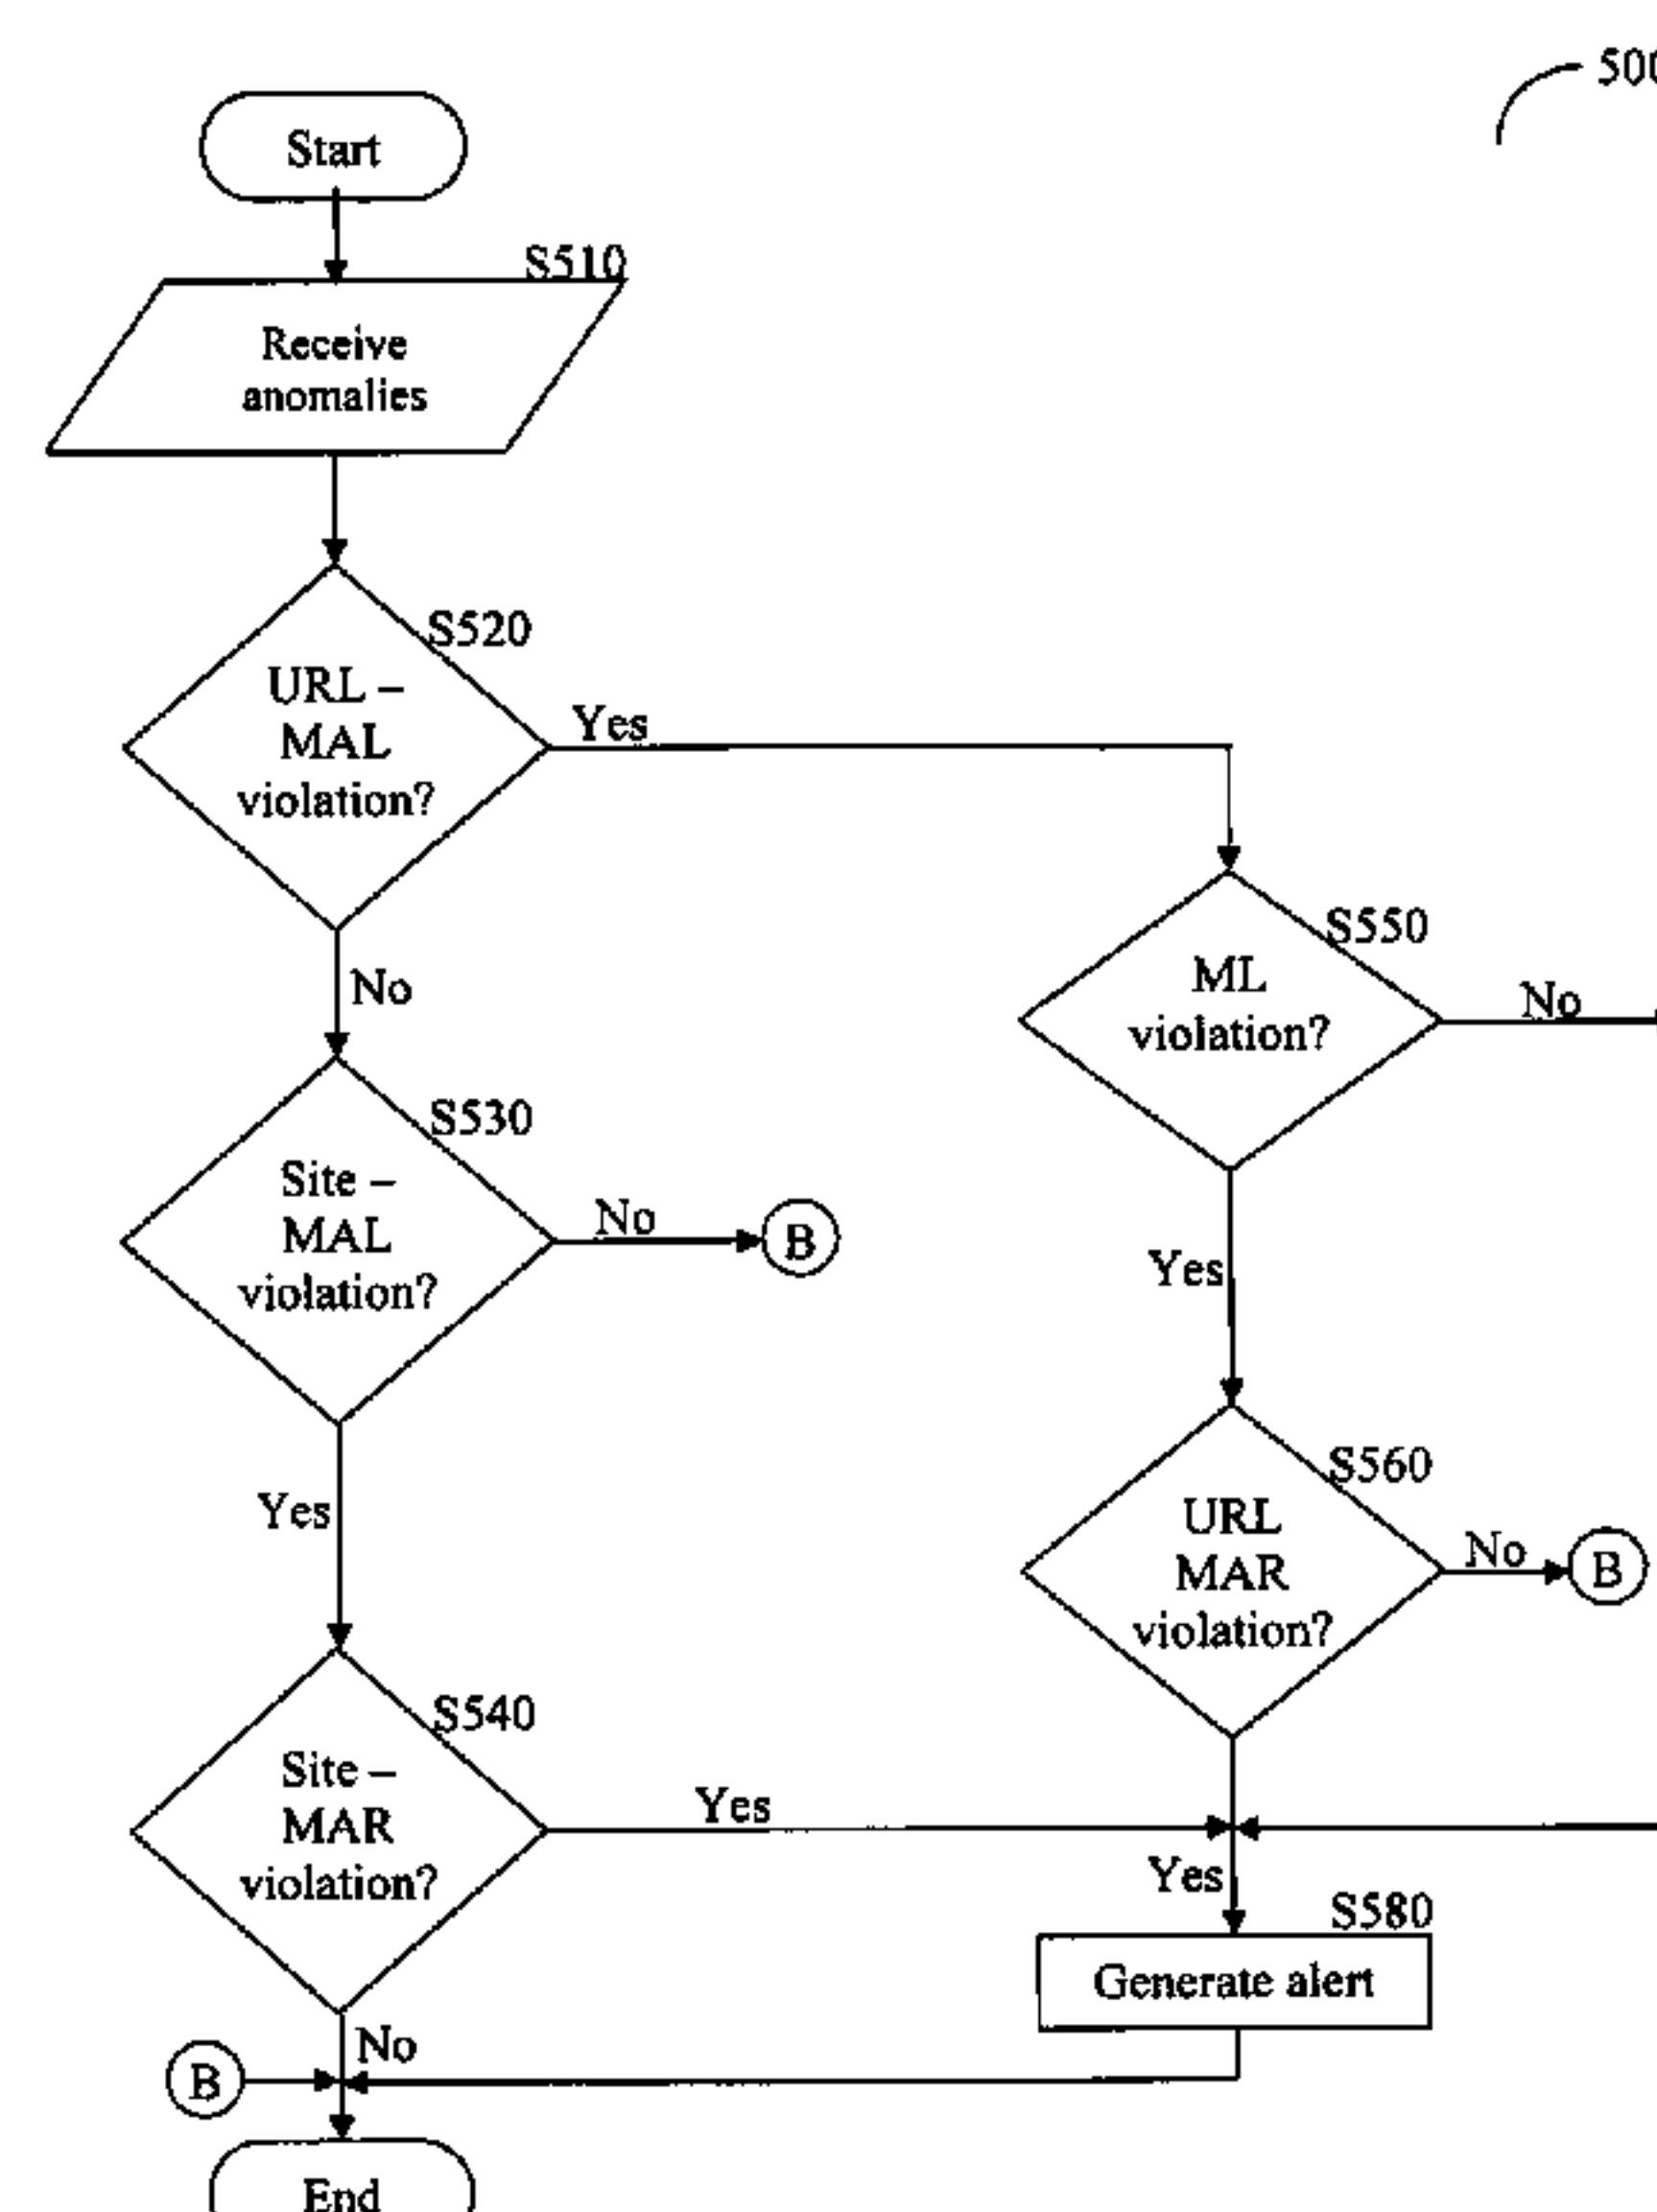 500
Start
S510
Receive
anomalies
S520
URL –
MAL
violation?
Yes
No
S550
ML
violation?
No
S530
Site –
MAL
violation?
No
B
Yes
Yes
S560
URL
MAR
violation?
No
B
S540
Site –
MAR
violation?
Yes
Yes
S580
Generate alert
No
B
End